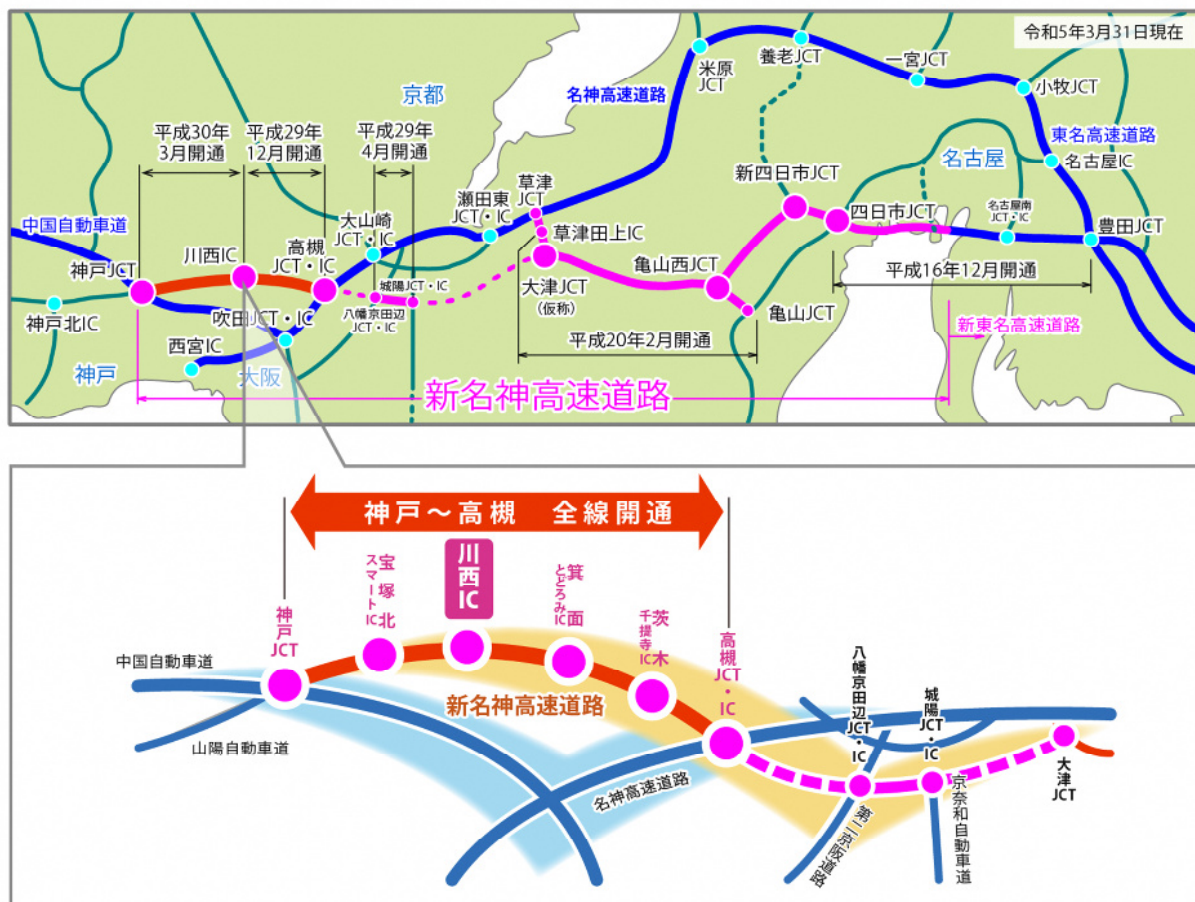 令和5年3月31日現在
米原
JCT
養老JCT
一宮JCT
小牧JCT
京都
名神高速道路
東名高速道路
平成30年
3月開通
平成29年
12月開通
平成29年
4月開通
名古屋
名古屋IC
新四日市JCT
瀬田東
JCT・IC
草津
JCT
大山崎
JCT・IC
四日市JCT
名古屋南
JCT・IC
豊田JCT
中国自動車道
川西IC
高槻
JCT・IC
草津田上IC
神戸JCT
城陽JCT・IC
大津JCT
(仮称)
亀山西JCT
平成16年12月開通
神戸北IC
吹田JCT・IC
八幡京田辺
JCT・IC
亀山JCT
西宮IC
平成20年2月開通
新東名高速道路
神戸
大阪
新名神高速道路
神戸～高槻 全線開通
神戸
JCT
宝塚北
スマートIC
川西
IC
箕面
とどろみIC
茨木
千提寺IC
高槻
JCT・IC
八幡京田辺
JCT・IC
城陽
JCT・IC
中国自動車道
新名神高速道路
山陽自動車道
名神高速道路
第二京阪道路
京奈和自動車道
大津
JCT